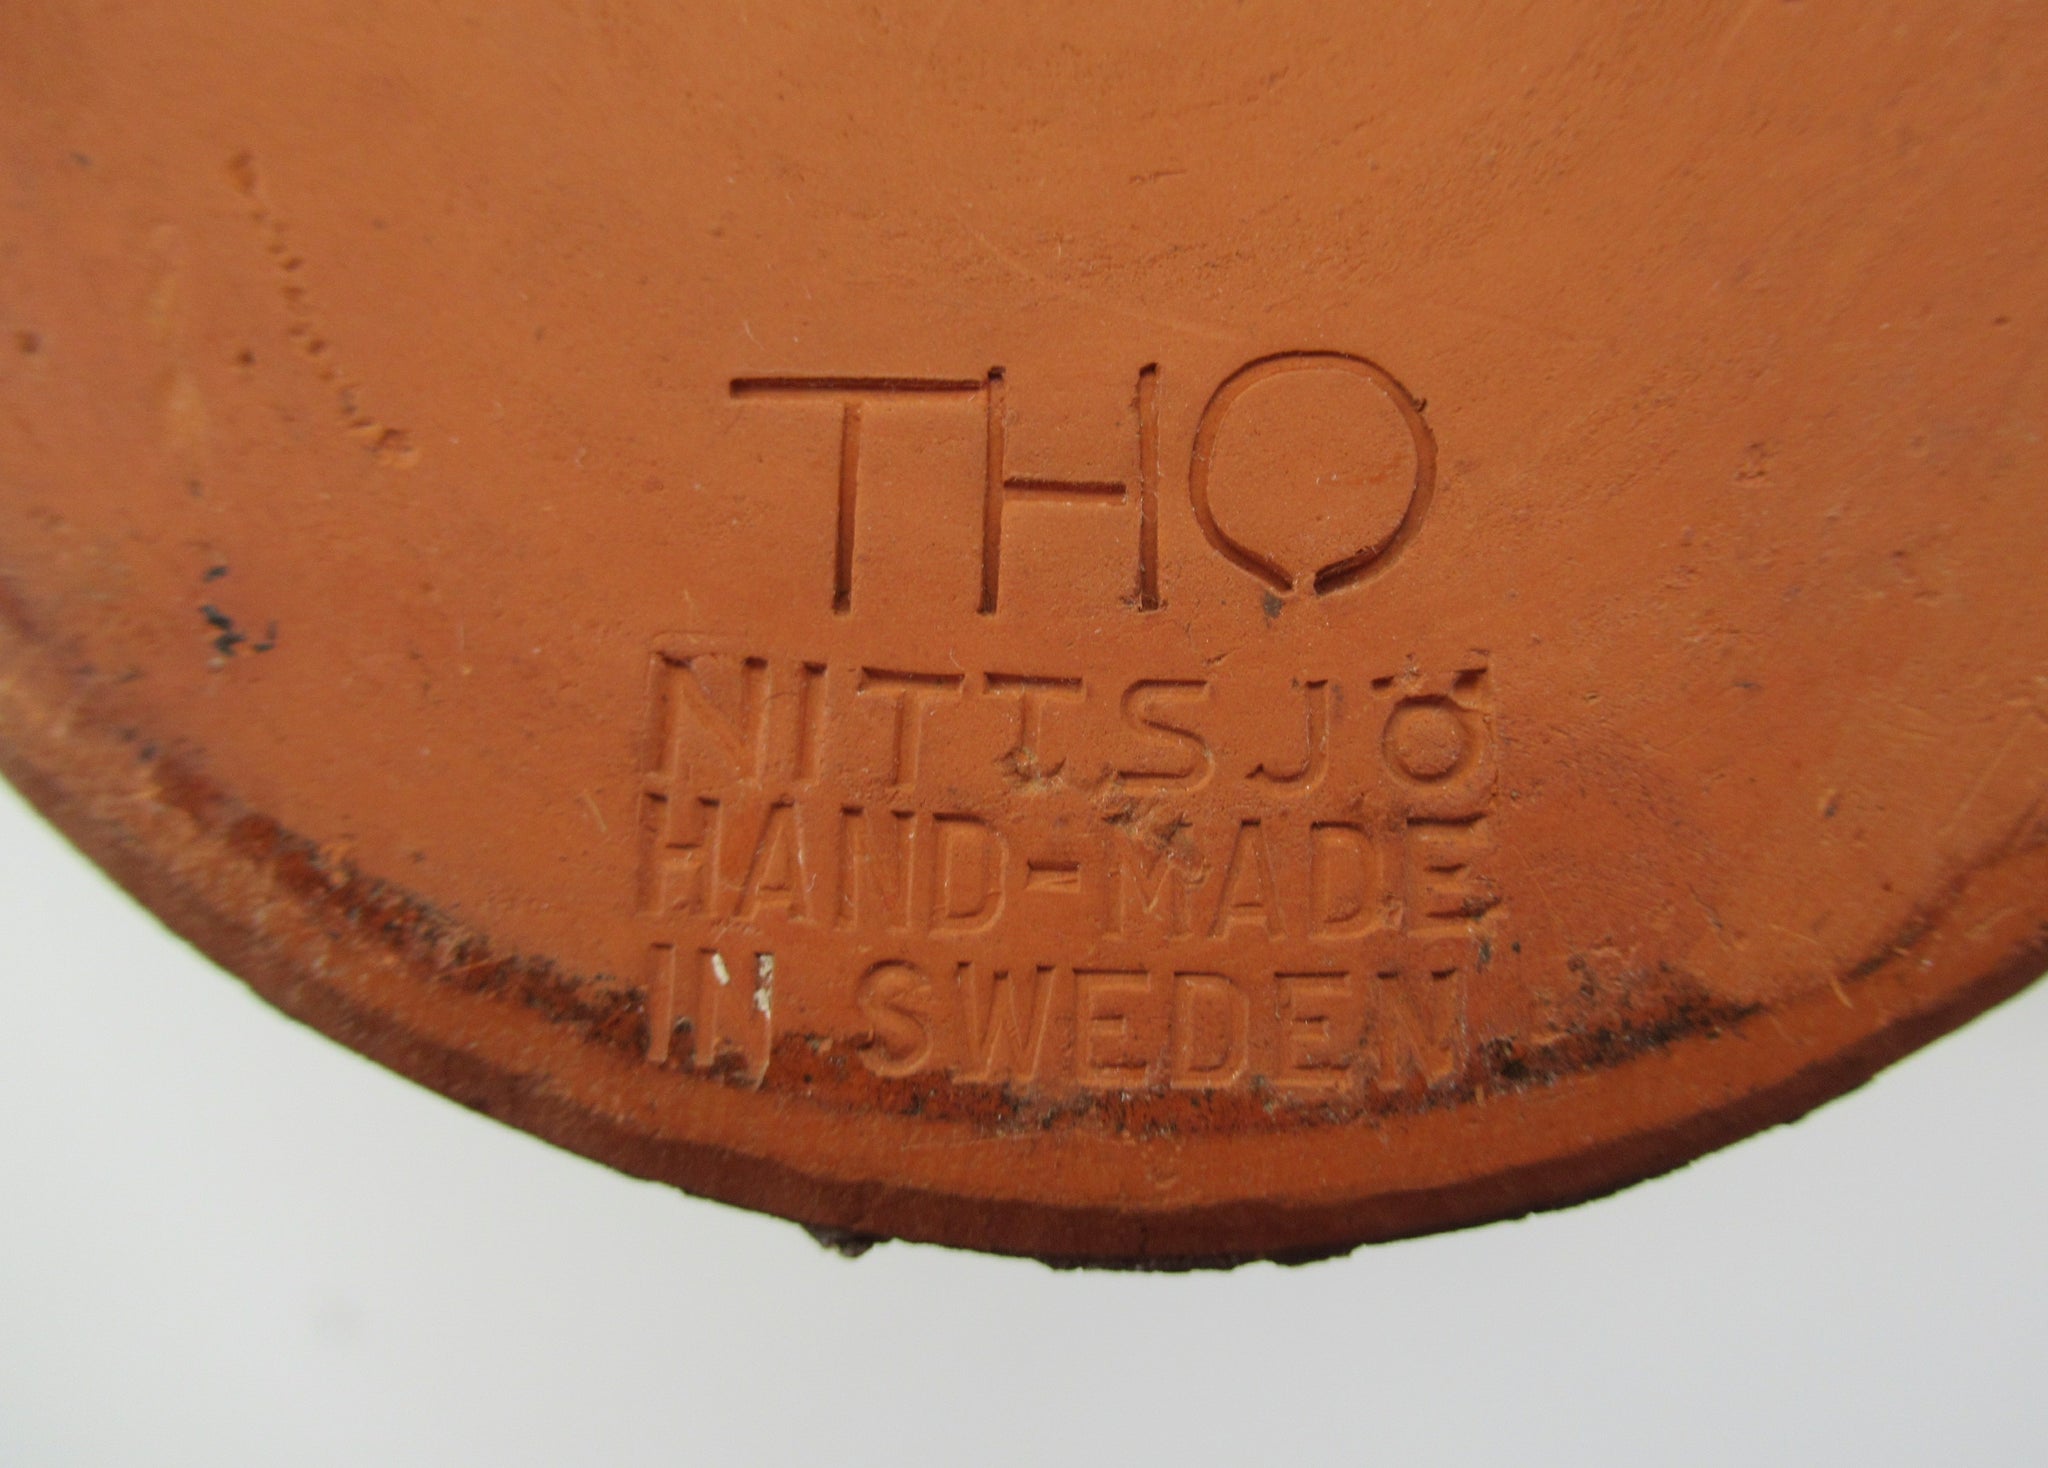 THO
NITTSJÖ
HAND-MADE
IN SWEDEN